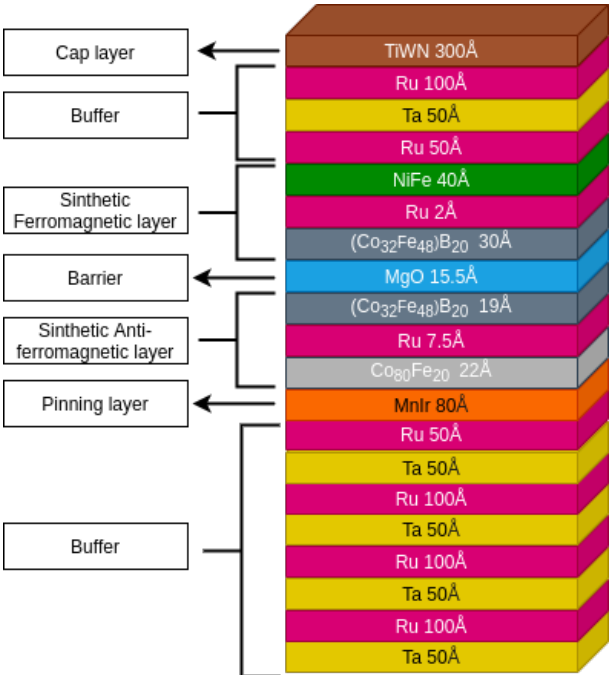 Cap layer
TiWN 300Å
Ru 100Å
Buffer
Ta 50Å
Ru 50Å
NiFe 40Å
Sinthetic
Ferromagnetic layer
Ru 2Å
(Co₃₂Fe₄₈)B₂₀ 30Å
Barrier
MgO 15.5Å
(Co₃₂Fe₄₈)B₂₀ 19Å
Sinthetic Anti-
ferromagnetic layer
Ru 7.5Å
Co₈₀Fe₂₀ 22Å
Pinning layer
MnIr 80Å
Ru 50Å
Ta 50Å
Ru 100Å
Ta 50Å
Buffer
Ru 100Å
Ta 50Å
Ru 100Å
Ta 50Å